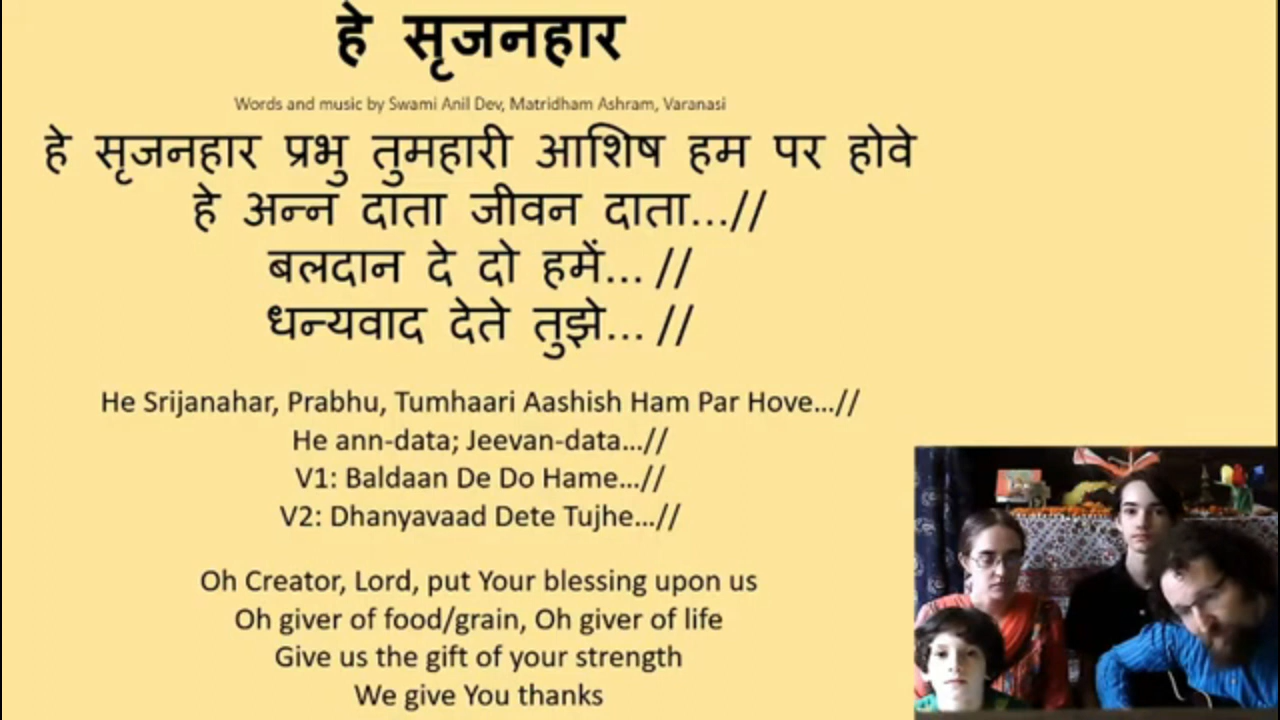 हे सृजनहार
Words and music by Swami Anil Dev, Matridham Ashram, Varanasi
हे सृजनहार प्रभु तुमहारी आशिष हम पर होवे
हे अन्न दाता जीवन दाता...//
बलदान दे दो हमें... //
धन्यवाद देते तुझे... //
He Srijanahar, Prabhu, Tumhaari Aashish Ham Par Hove...//
He ann-data; Jeevan-data...//
V1: Baldaan De Do Hame...//
V2: Dhanyavaad Dete Tujhe...//
Oh Creator, Lord, put Your blessing upon us
Oh giver of food/grain, Oh giver of life
Give us the gift of your strength
We give You thanks